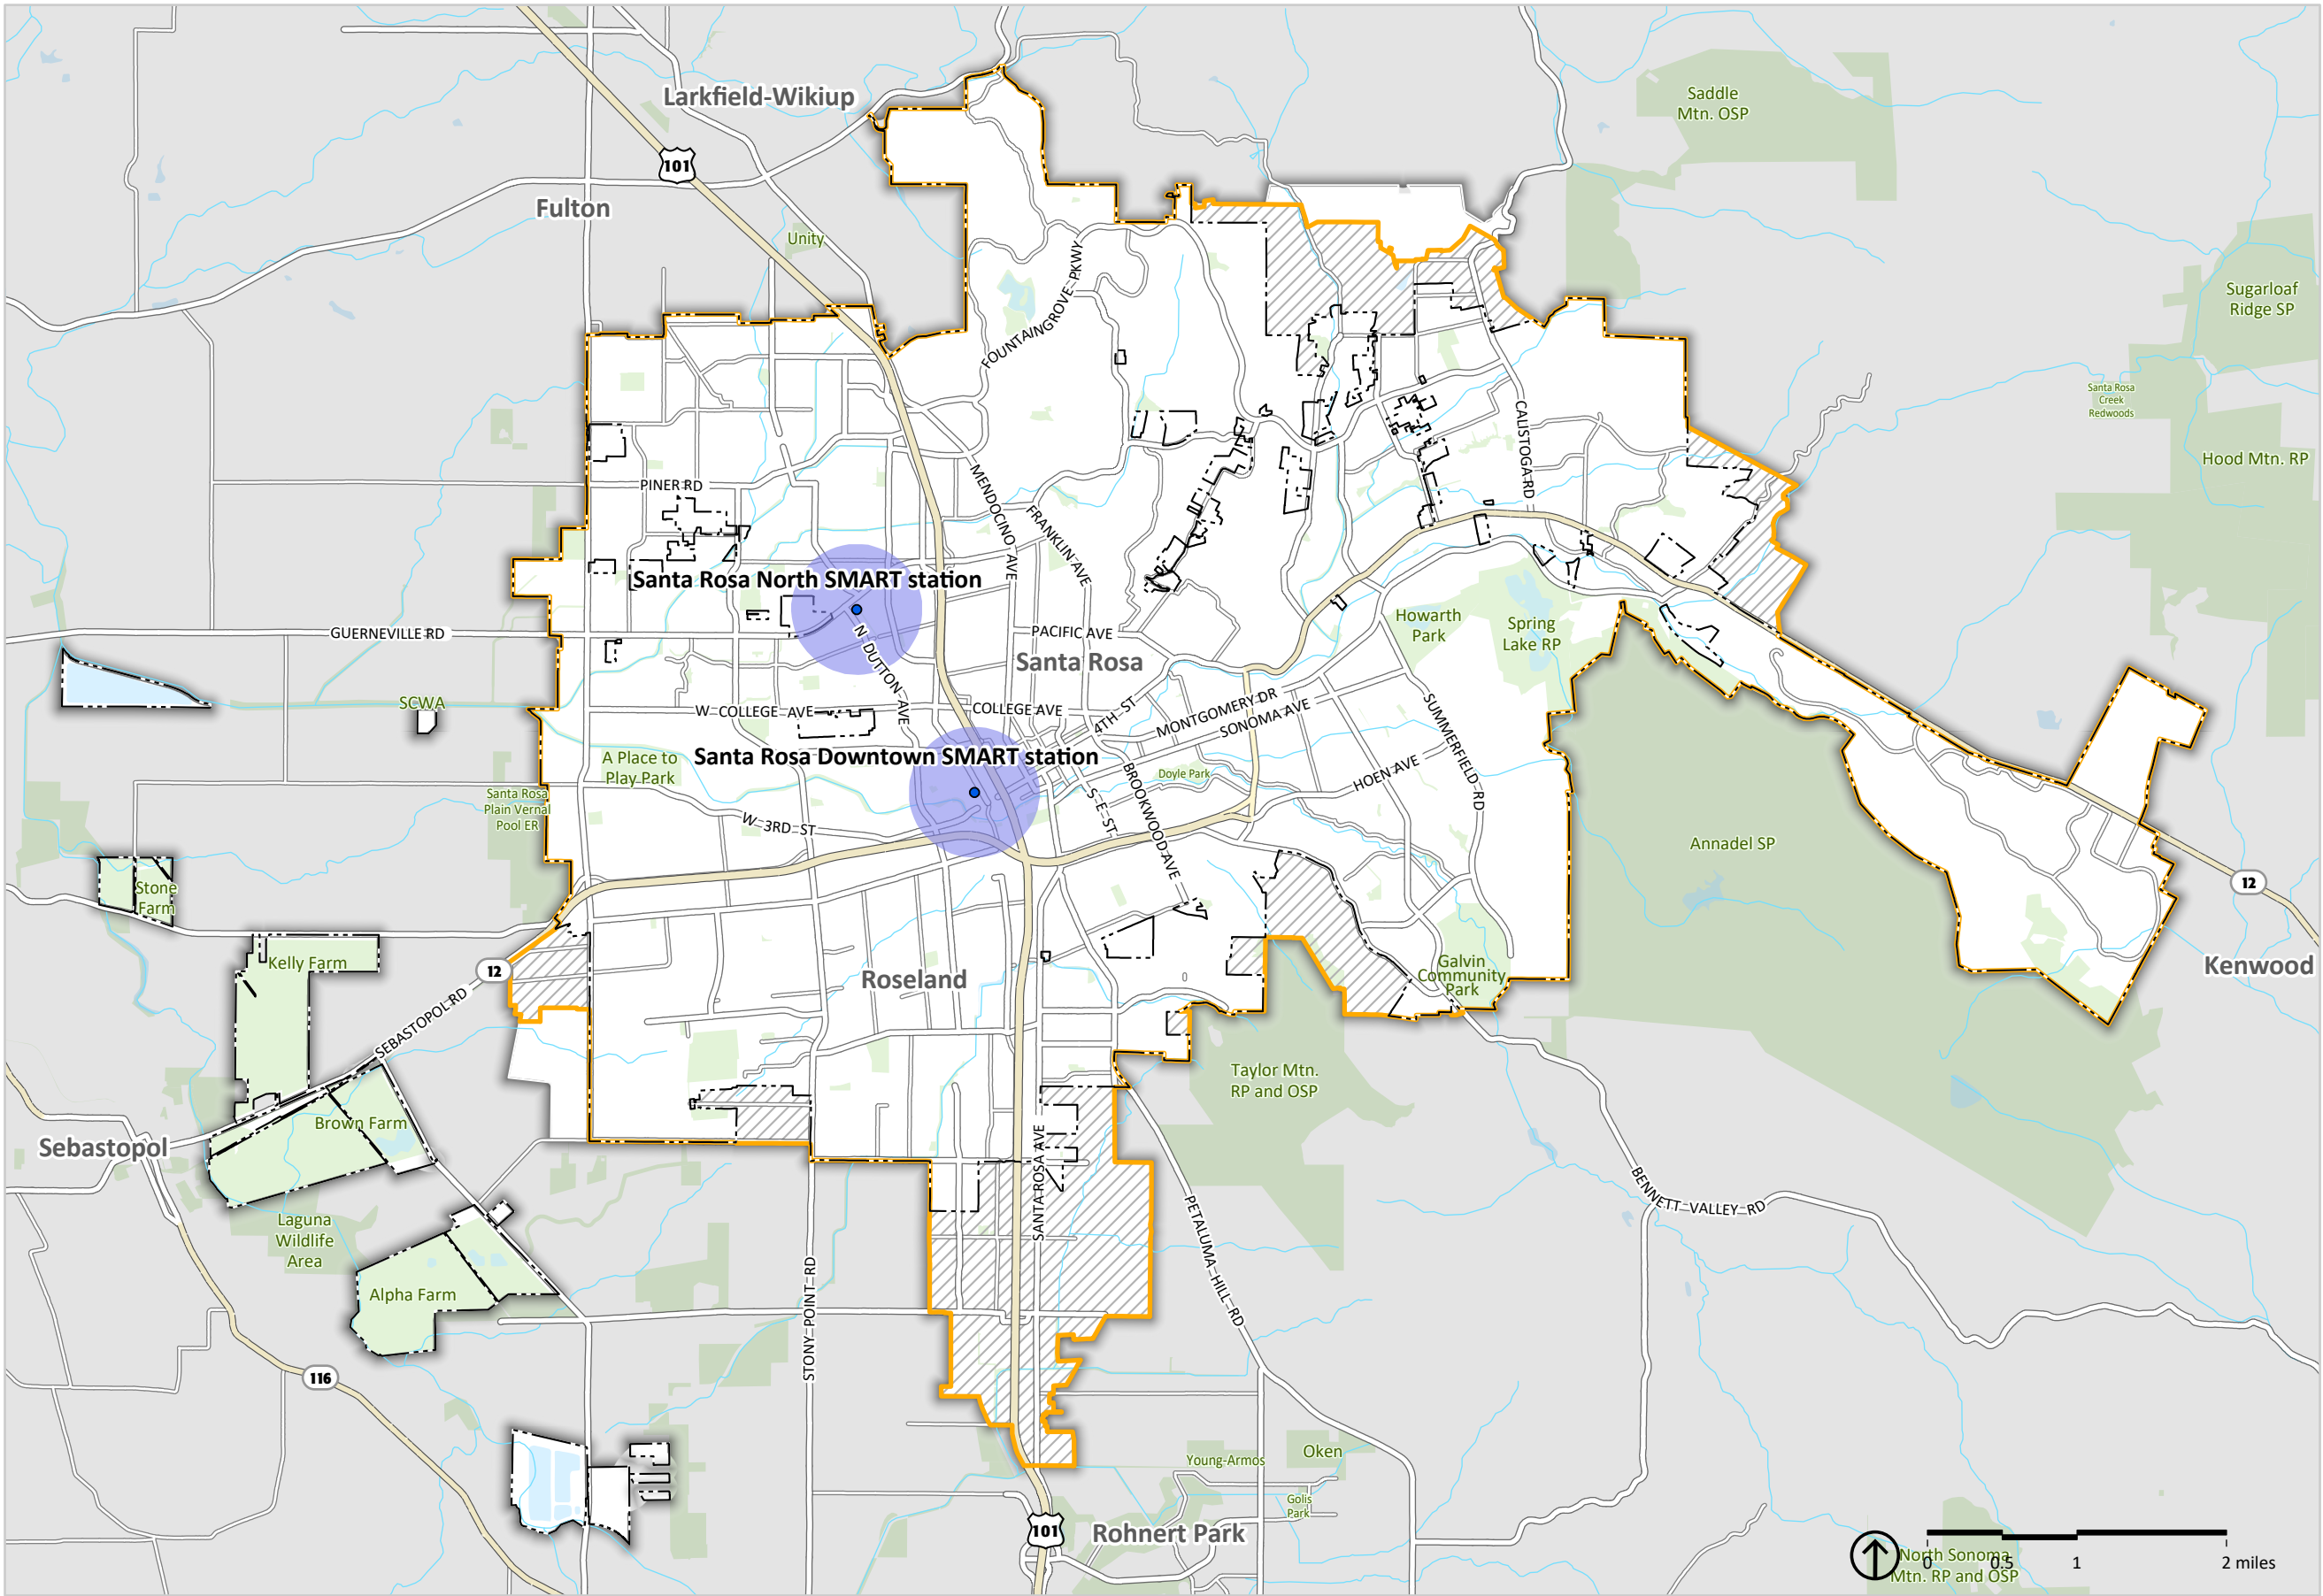 Saddle
Mtn. OSP
Larkfield-Wikiup
101
Fulton
Unity
FOUNTAINGROVE PKWY
Sugarloaf
Ridge SP
Santa Rosa
Creek
Redwoods
Hood Mtn. RP
CALISTOGA RD
PINER RD
MENDOCINO AVE
FRANKLIN AVE
Santa Rosa North SMART station
N DUTTON AVE
GUERNEVILLE RD
PACIFIC AVE
Santa Rosa
Howarth
Park
Spring
Lake RP
SCWA
W COLLEGE AVE
COLLEGE AVE
4TH ST
MONTGOMERY DR
SONOMA AVE
SUMMERFIELD RD
A Place to
Play Park
Santa Rosa Downtown SMART station
Doyle Park
HOEN AVE
BROOKWOOD AVE
S E ST
Santa Rosa
Plain Vernal
Pool ER
W 3RD ST
Annadel SP
12
Stone
Farm
Kelly Farm
12
Roseland
Galvin
Community
Park
Kenwood
SEBASTOPOL RD
Taylor Mtn.
RP and OSP
Brown Farm
Sebastopol
SANTA ROSA AVE
BENNETT VALLEY RD
PETALUMA HILL RD
Laguna
Wildlife
Area
STONY POINT RD
Alpha Farm
116
Young-Armos
Oken
Golis
Park
101
Rohnert Park
North Sonoma
Mtn. RP and OSP
0 0.5 1 2 miles